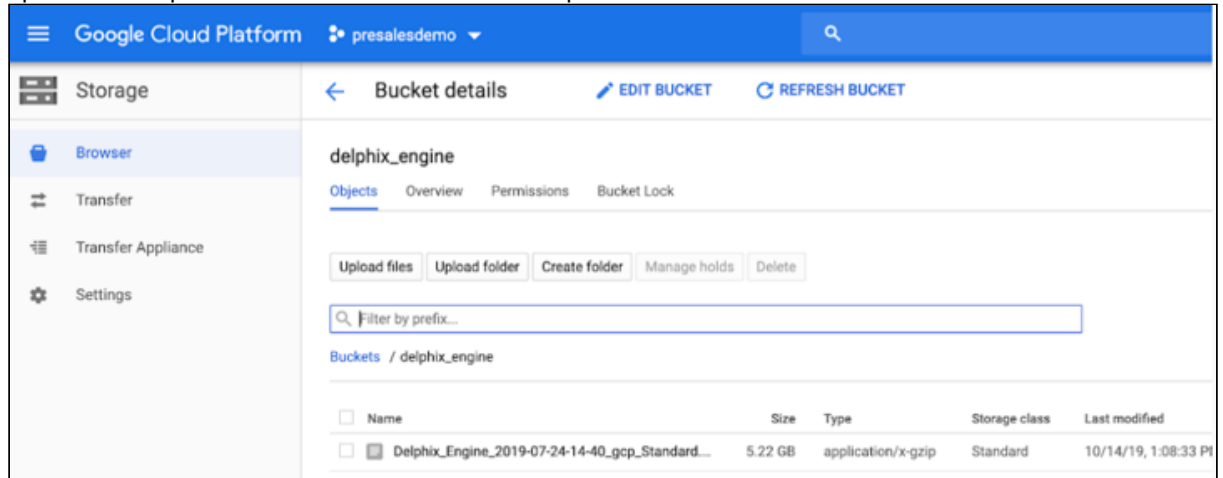 Google Cloud Platform presalesdemo
Storage Bucket details EDIT BUCKET REFRESH BUCKET
Browser
delphix_engine
Objects Overview Permissions Bucket Lock
Transfer
Transfer Appliance
Settings
Upload files Upload folder Create folder Manage holds Delete
Filter by prefix...
Buckets / delphix_engine
Name Size Type Storage class Last modified
Delphix_Engine_2019-07-24-14-40_gcp_Standard... 5.22 GB application/x-gzip Standard 10/14/19, 1:08:33